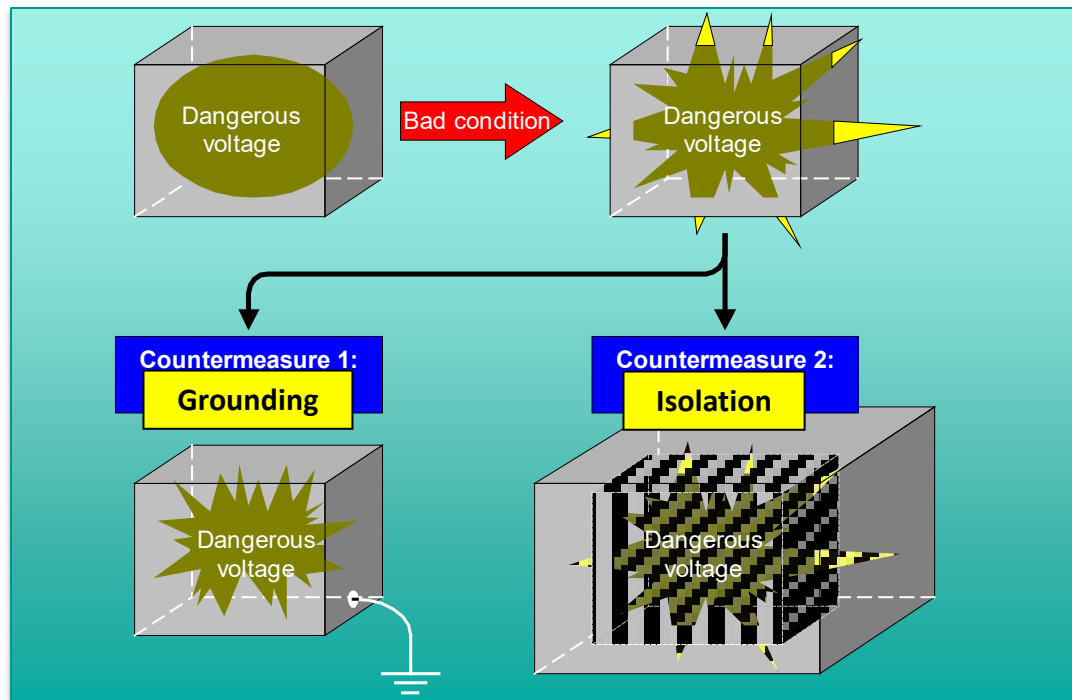 Dangerous
voltage
Bad condition
Dangerous
voltage
Countermeasure 1:
Grounding
Countermeasure 2:
Isolation
Dangerous
voltage
Dangerous
voltage